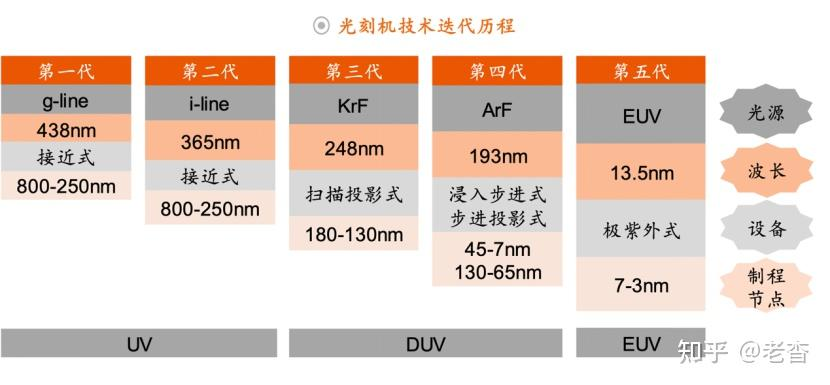 光刻机技术迭代历程
第一代
g-line
438nm
接近式
800-250nm
第二代
i-line
365nm
接近式
800-250nm
第三代
KrF
248nm
扫描投影式
180-130nm
第四代
ArF
193nm
浸入步进式
步进投影式
45-7nm
130-65nm
第五代
EUV
13.5nm
极紫外式
7-3nm
光源
波长
设备
制程
节点
UV
DUV
EUV
知乎 @老杳